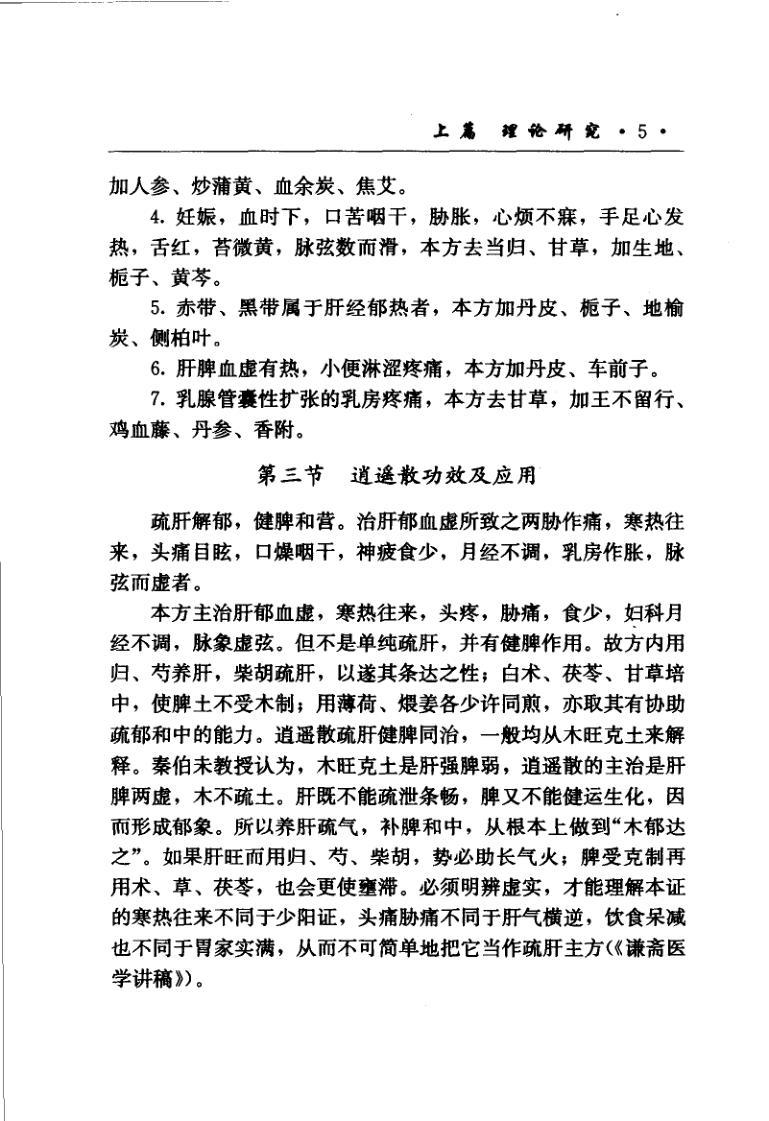 上篇 理论研究 · 5 ·
加人参、炒蒲黄、血余炭、焦艾。
4. 妊娠，血时下，口苦咽干，胁胀，心烦不寐，手足心发
热，舌红，苔微黄，脉弦数而滑，本方去当归、甘草，加生地、
栀子、黄芩。
5. 赤带、黑带属于肝经郁热者，本方加丹皮、栀子、地榆
炭、侧柏叶。
6. 肝脾血虚有热，小便淋涩疼痛，本方加丹皮、车前子。
7. 乳腺管囊性扩张的乳房疼痛，本方去甘草，加王不留行、
鸡血藤、丹参、香附。
第三节 逍遥散功效及应用
疏肝解郁，健脾和营。治肝郁血虚所致之两胁作痛，寒热往
来，头痛目眩，口燥咽干，神疲食少，月经不调，乳房作胀，脉
弦而虚者。
本方主治肝郁血虚，寒热往来，头疼，胁痛，食少，妇科月
经不调，脉象虚弦。但不是单纯疏肝，并有健脾作用。故方内用
归、芍养肝，柴胡疏肝，以遂其条达之性；白术、茯苓、甘草培
中，使脾土不受木制；用薄荷、煨姜各少许同煎，亦取其有协助
疏郁和中的能力。逍遥散疏肝健脾同治，一般均从木旺克土来解
释。秦伯未教授认为，木旺克土是肝强脾弱，逍遥散的主治是肝
脾两虚，木不疏土。肝既不能疏泄条畅，脾又不能健运生化，因
而形成郁象。所以养肝疏气，补脾和中，从根本上做到“木郁达
之”。如果肝旺而用归、芍、柴胡，势必助长气火；脾受克制再
用术、草、茯苓，也会更使壅滞。必须明辨虚实，才能理解本证
的寒热往来不同于少阳证，头痛胁痛不同于肝气横逆，饮食呆减
也不同于胃家实满，从而不可简单地把它当作疏肝主方(《谦斋医
学讲稿》)。